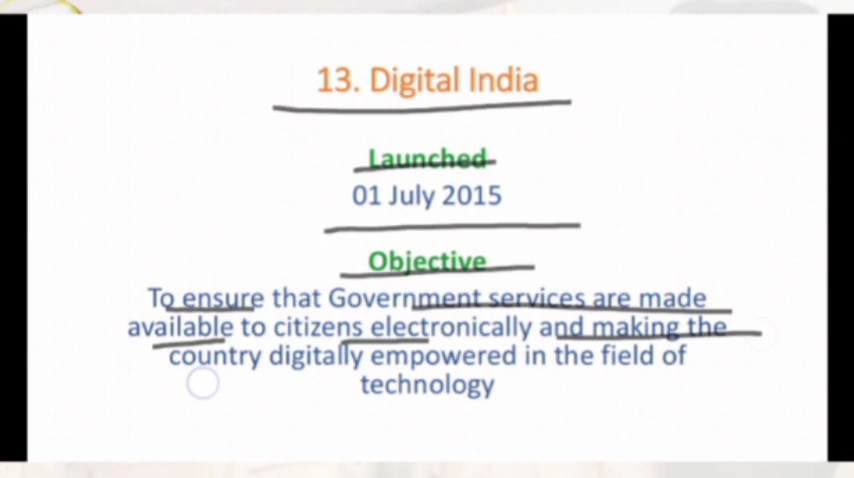 13. Digital India
Launched
01 July 2015
Objective
To ensure that Government services are made
available to citizens electronically and making the
country digitally empowered in the field of
technology